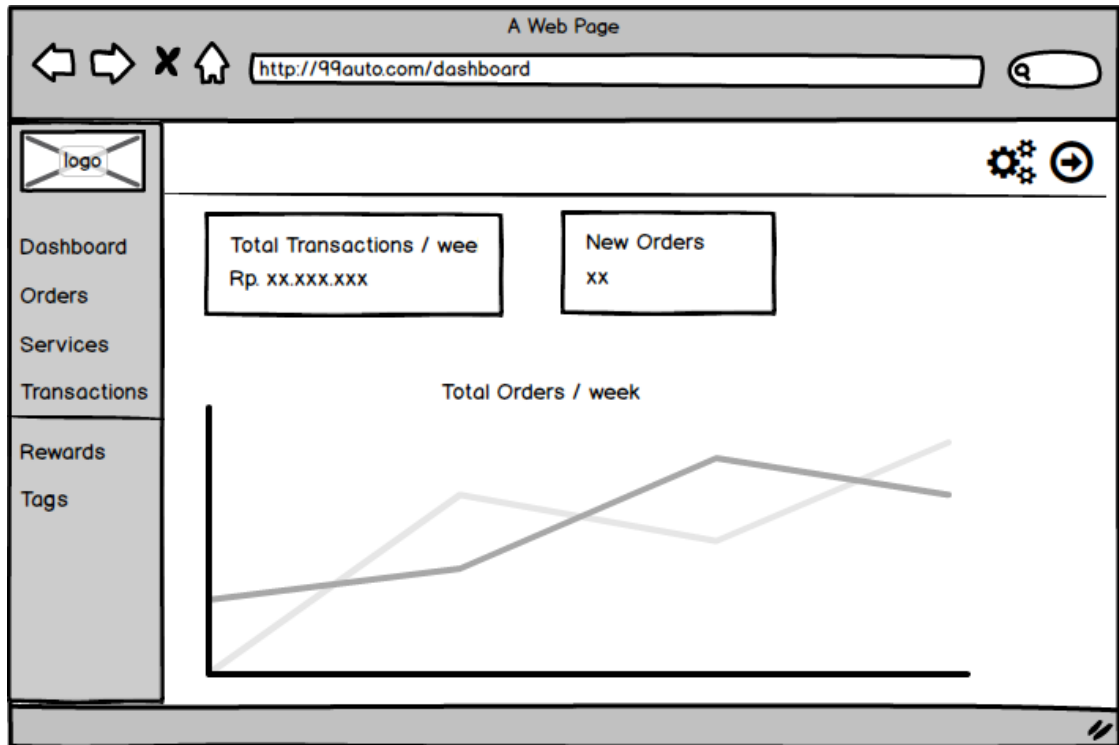 A Web Page
http://99auto.com/dashboard
logo
Dashboard
Orders
Services
Transactions
Rewards
Tags
Total Transactions / wee
Rp. xx.xxx.xxx
New Orders
xx
Total Orders / week